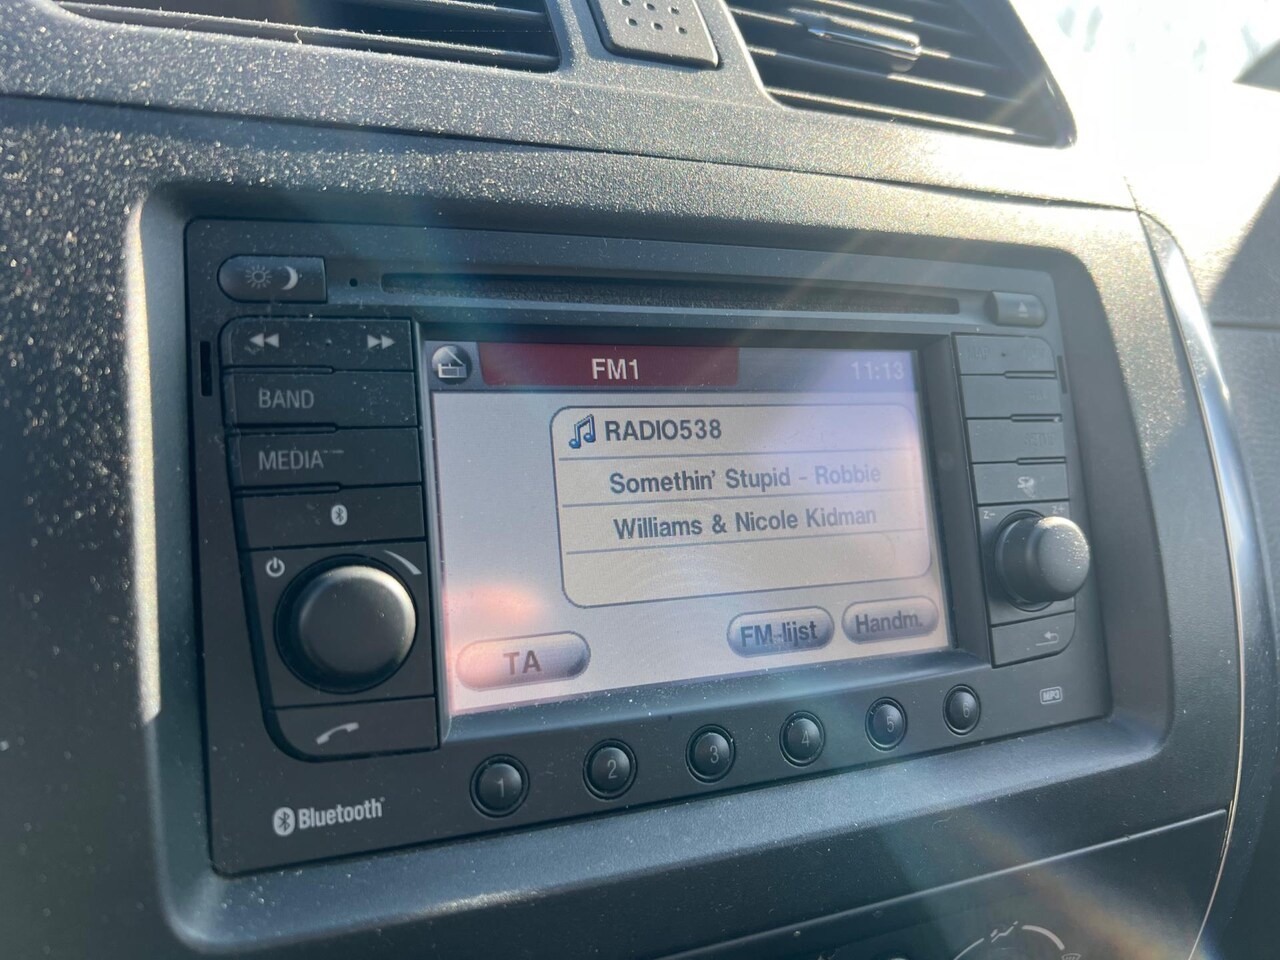 FM1
11:13
BAND
RADIO538
MEDIA
Somethin' Stupid - Robbie
Williams & Nicole Kidman
Z- Z+
TA
FM-lijst
Handm.
MP3
1 2 3 4 5 6
Bluetooth